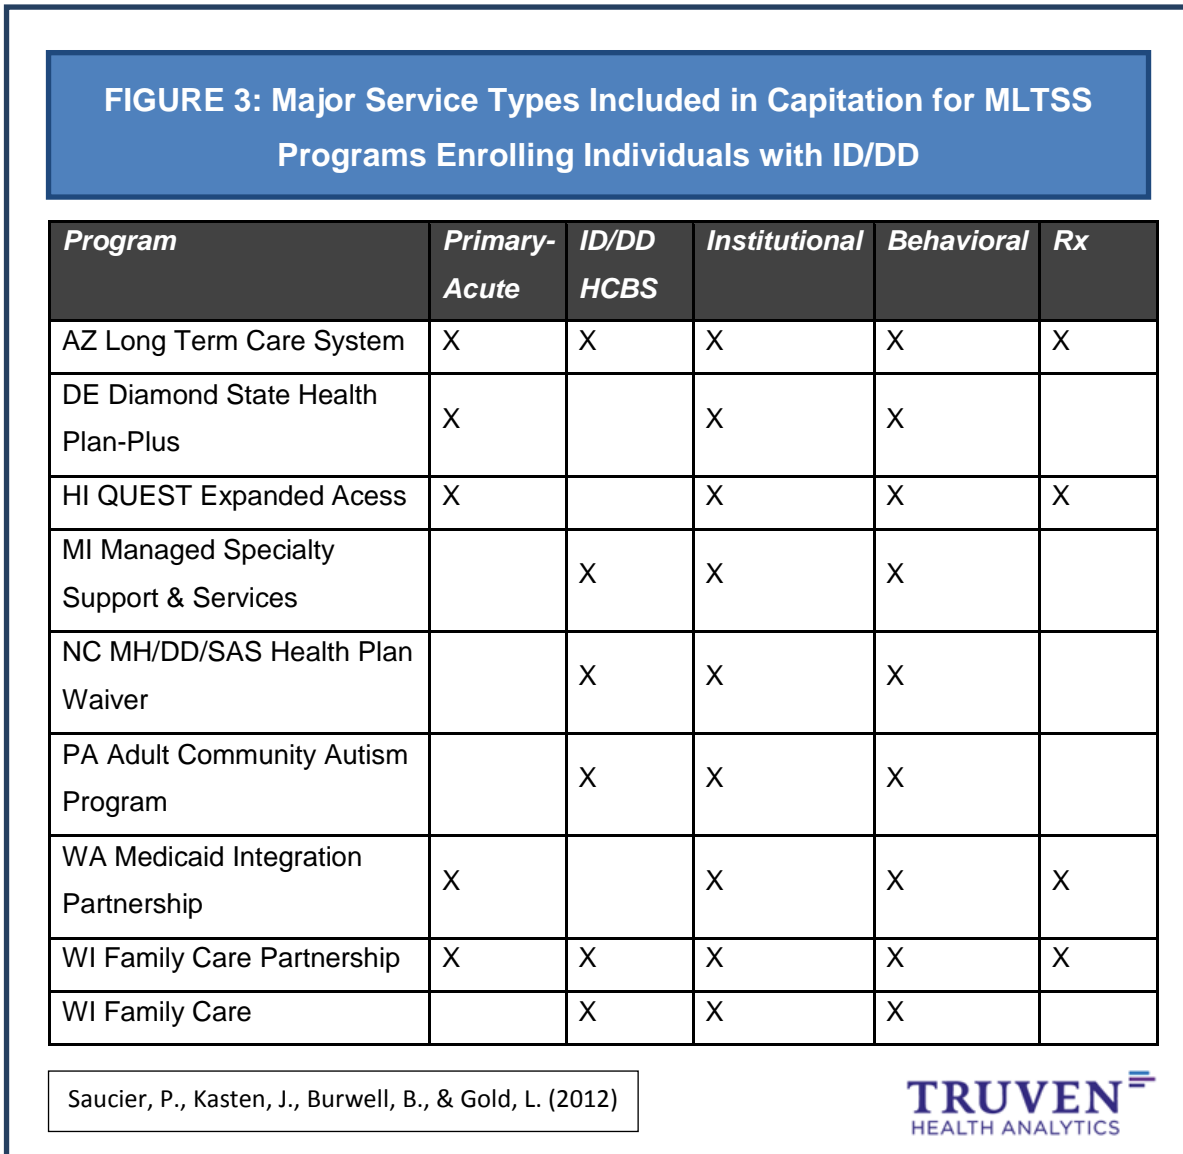 FIGURE 3: Major Service Types Included in Capitation for MLTSS
Programs Enrolling Individuals with ID/DD
Program Primary-Acute ID/DD HCBS Institutional Behavioral Rx
AZ Long Term Care System X X X X X
DE Diamond State Health
Plan-Plus X X X
HI QUEST Expanded Acess X X X X
MI Managed Specialty
Support & Services X X X
NC MH/DD/SAS Health Plan
Waiver X X X
PA Adult Community Autism
Program X X X
WA Medicaid Integration
Partnership X X X X
WI Family Care Partnership X X X X X
WI Family Care X X X
Saucier, P., Kasten, J., Burwell, B., & Gold, L. (2012)
TRUVEN
HEALTH ANALYTICS